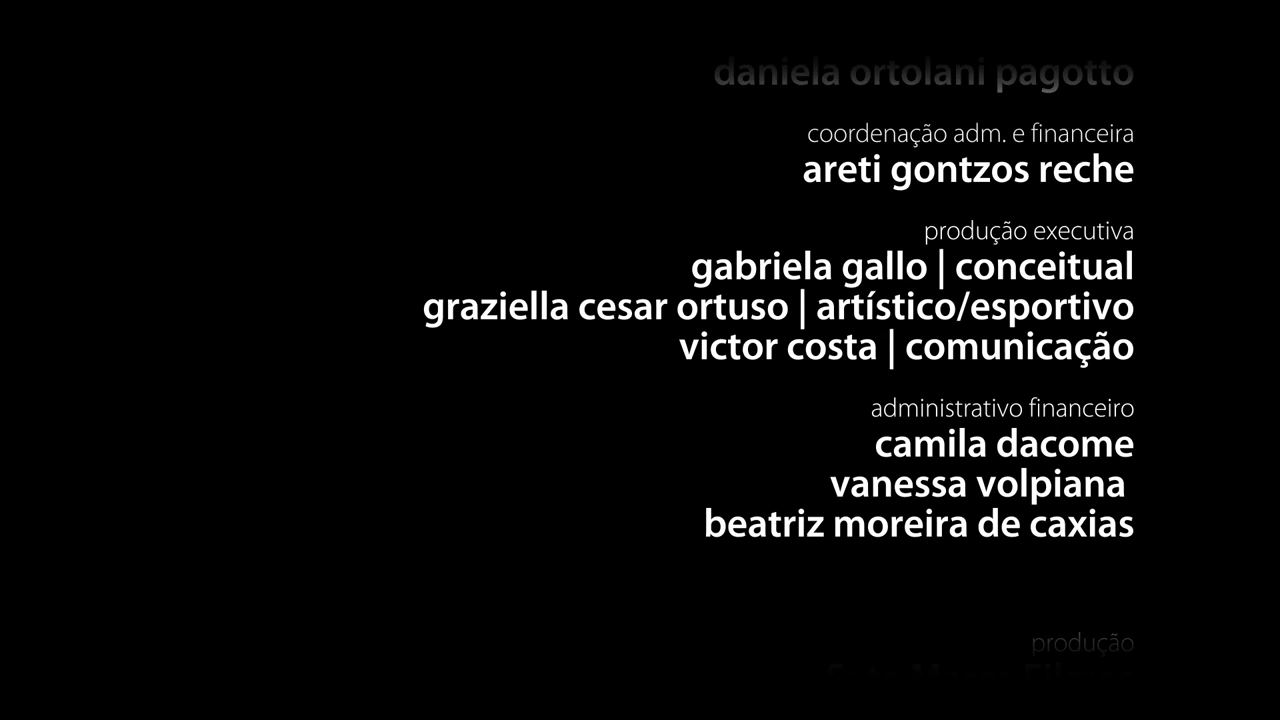 daniela ortolani pagotto
coordenação adm. e financeira
areti gontzos reche
produção executiva
gabriela gallo | conceitual
graziella cesar ortuso | artístico/esportivo
victor costa | comunicação
administrativo financeiro
camila dacome
vanessa volpiana
beatriz moreira de caxias
produção